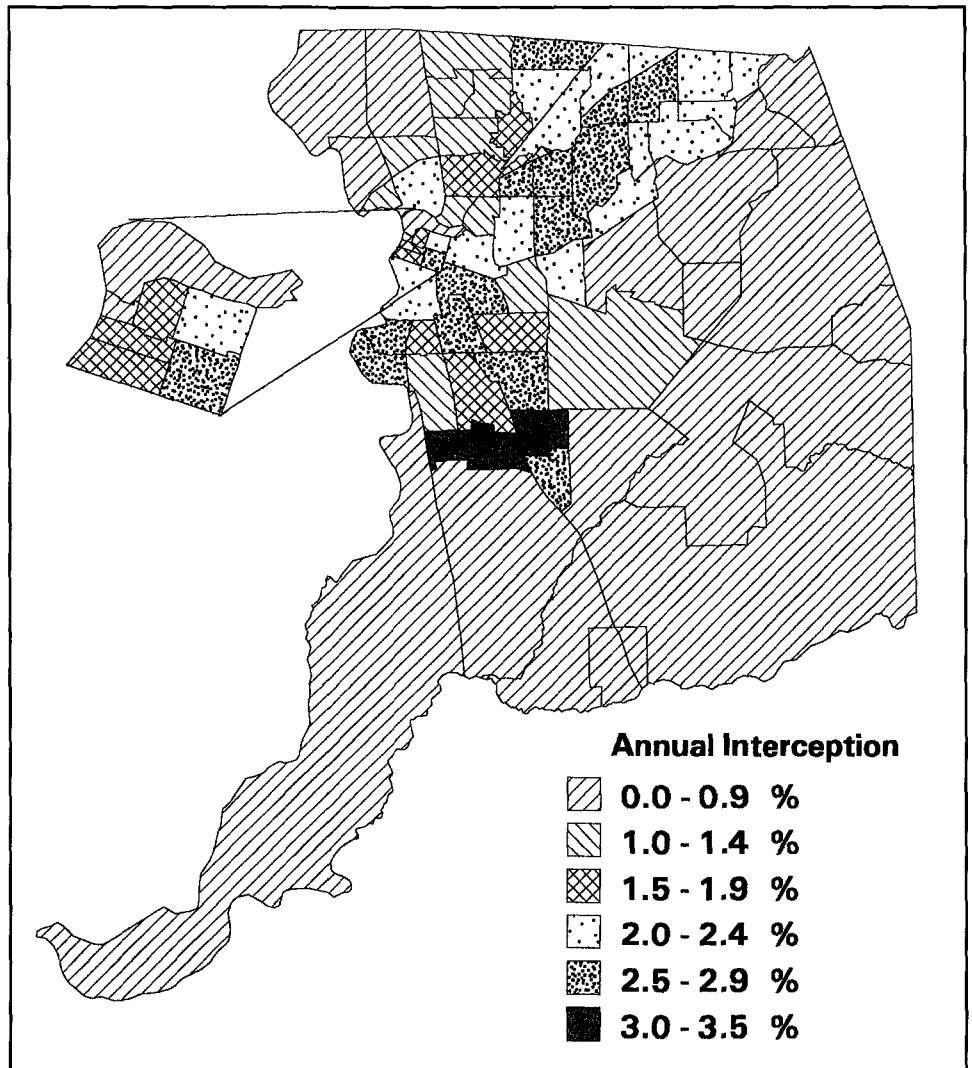 Annual Interception
0.0 - 0.9 %
1.0 - 1.4 %
1.5 - 1.9 %
2.0 - 2.4 %
2.5 - 2.9 %
3.0 - 3.5 %